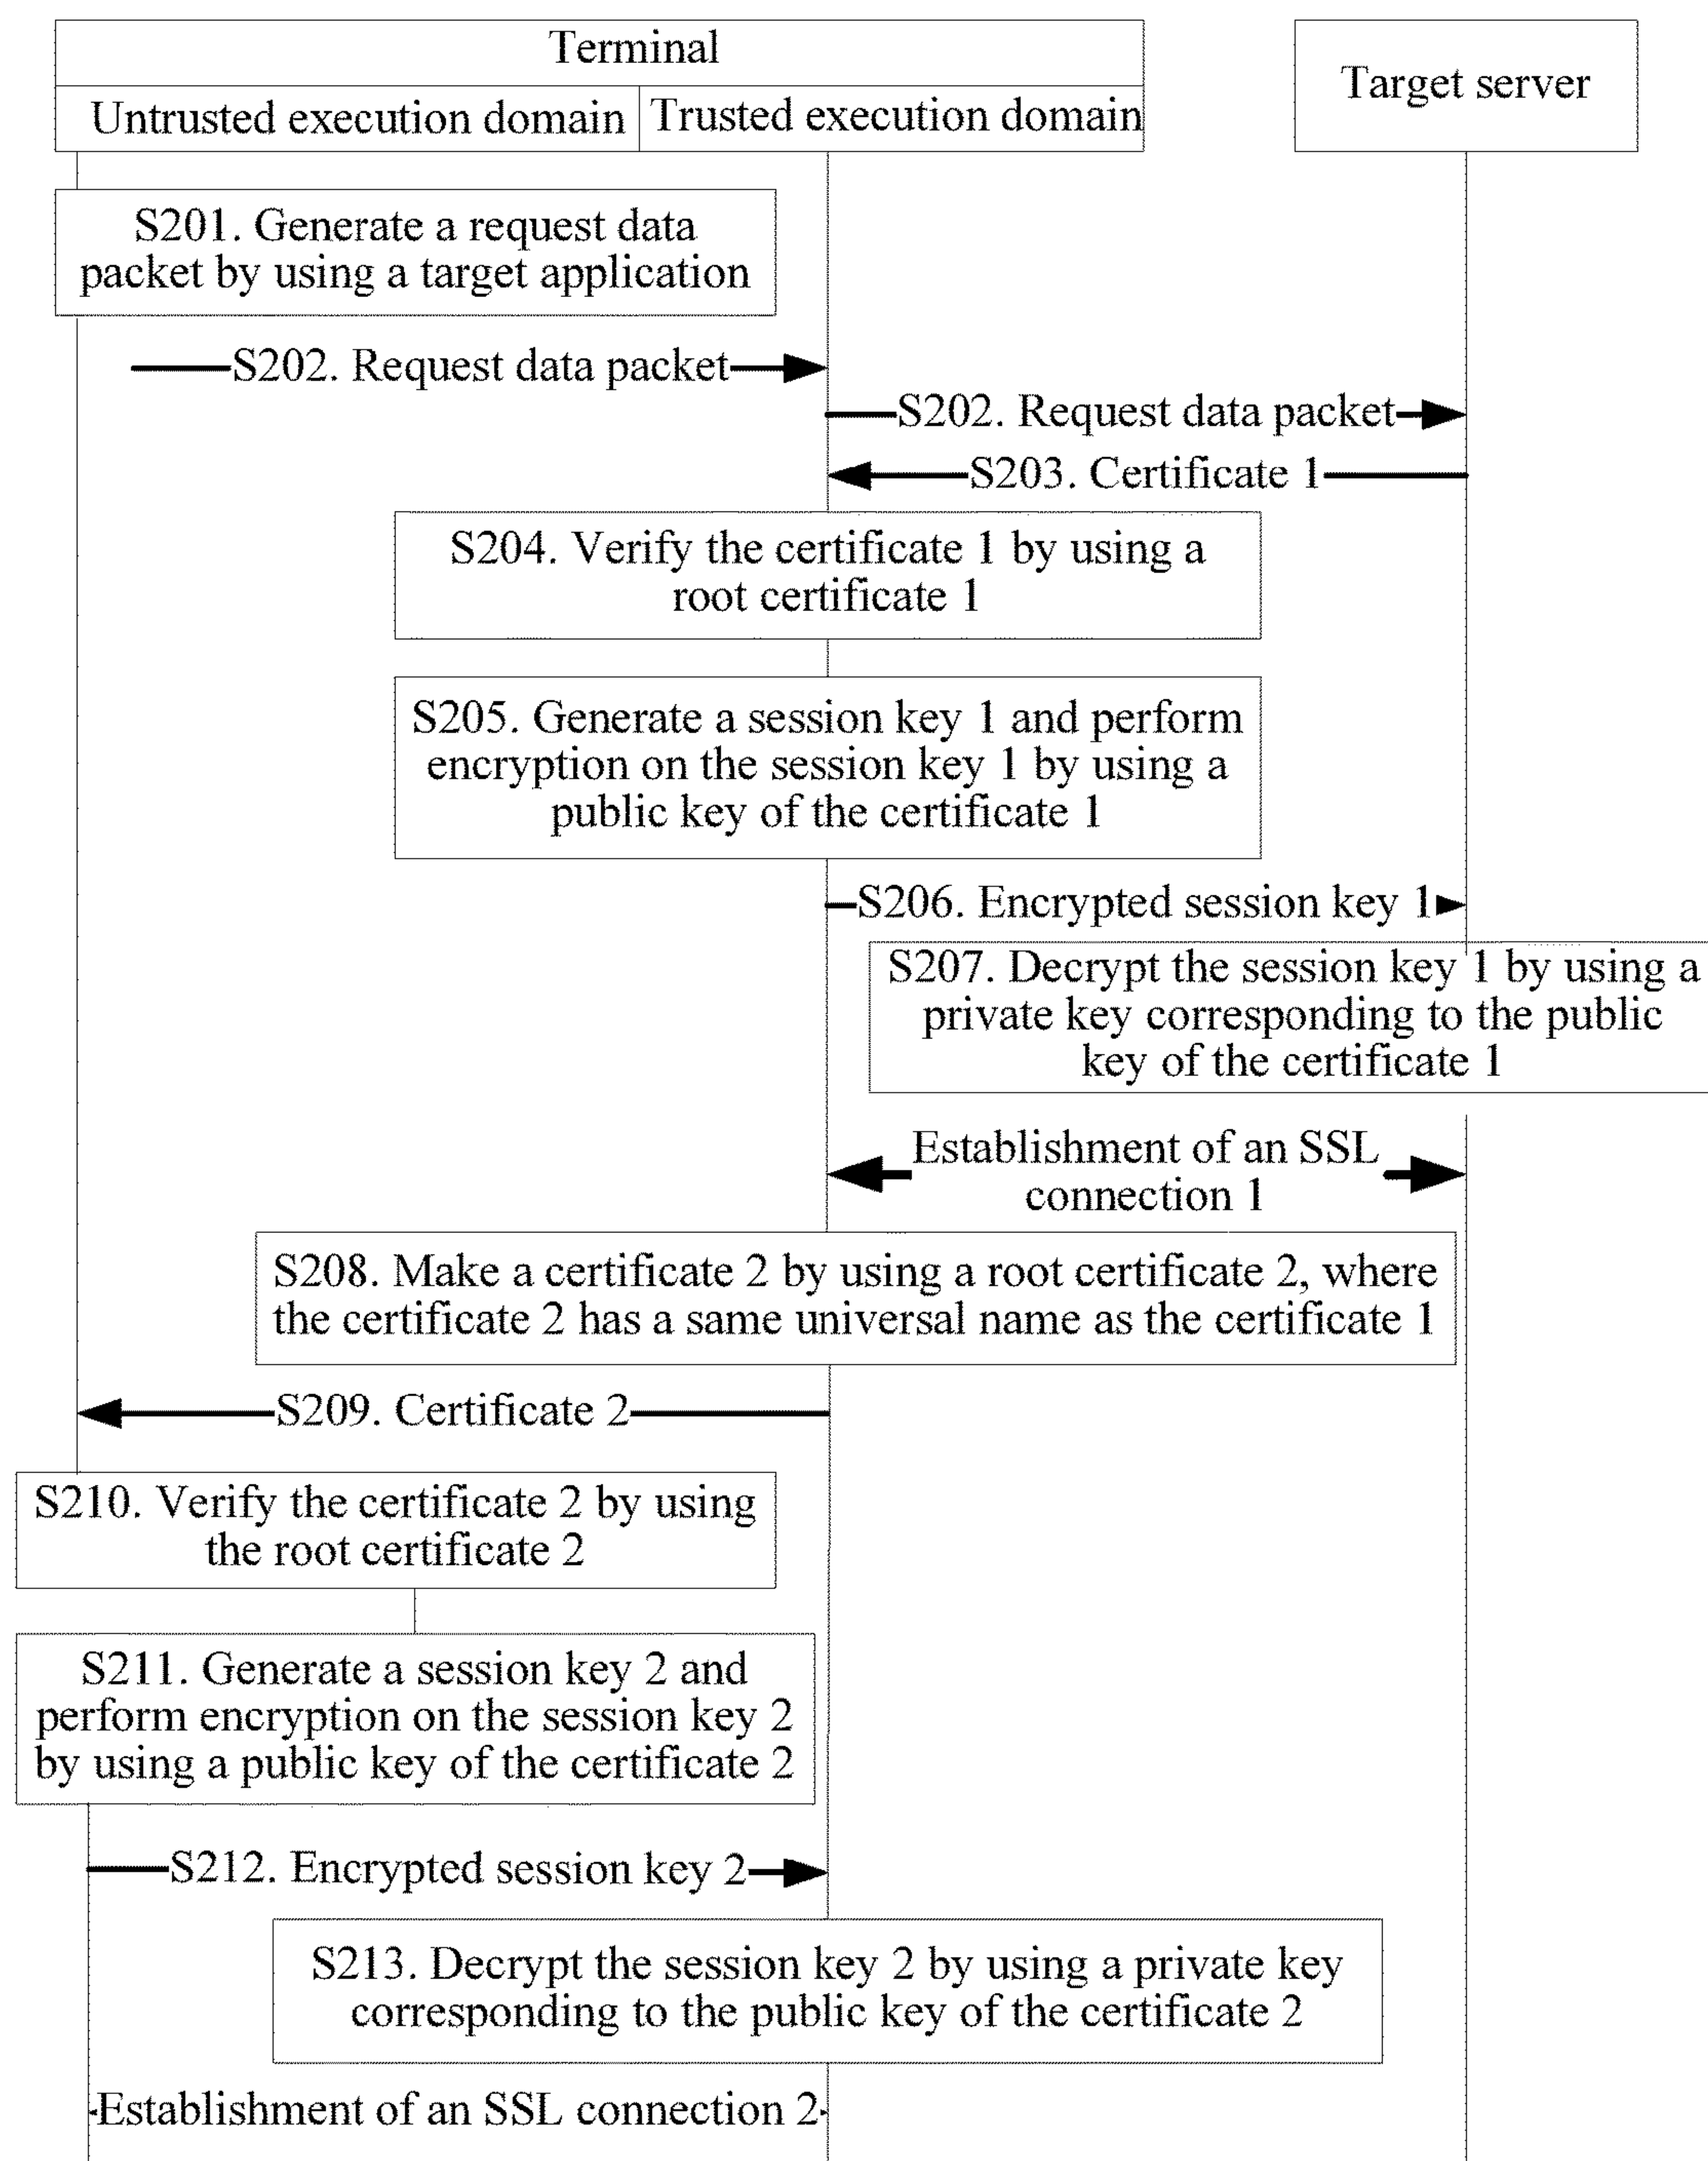 Terminal
Untrusted execution domain
Trusted execution domain
Target server
S201. Generate a request data
packet by using a target application
S202. Request data packet
S202. Request data packet
S203. Certificate 1
S204. Verify the certificate 1 by using a
root certificate 1
S205. Generate a session key 1 and perform
encryption on the session key 1 by using a
public key of the certificate 1
S206. Encrypted session key 1
S207. Decrypt the session key 1 by using a
private key corresponding to the public
key of the certificate 1
Establishment of an SSL
connection 1
S208. Make a certificate 2 by using a root certificate 2, where
the certificate 2 has a same universal name as the certificate 1
S209. Certificate 2
S210. Verify the certificate 2 by using
the root certificate 2
S211. Generate a session key 2 and
perform encryption on the session key 2
by using a public key of the certificate 2
S212. Encrypted session key 2
S213. Decrypt the session key 2 by using a private key
corresponding to the public key of the certificate 2
Establishment of an SSL connection 2